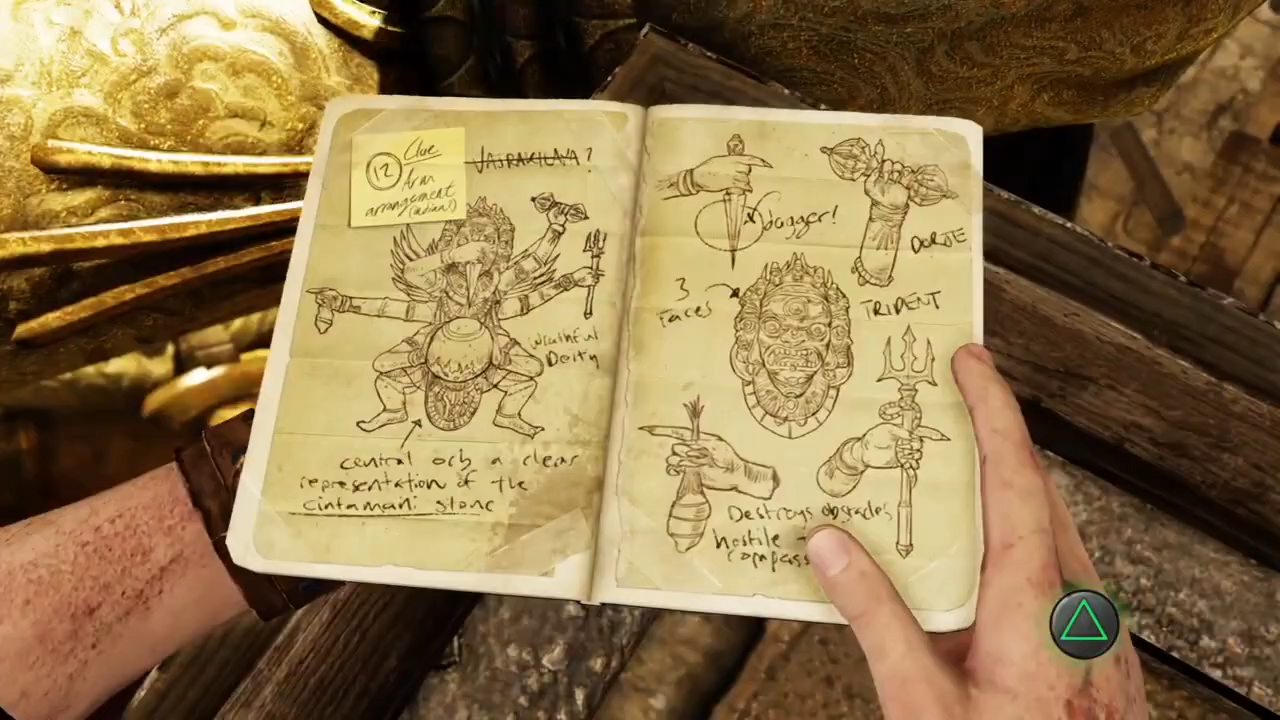 Clue
12
Arm
arrangement
(indian?)
VAJRAKILAYA?
Wrathful
Deity
central orb a clear
representation of the
cintamani stone
dagger!
DORJE
3
Faces
TRIDENT
Destroys obstacles
hostile
compass